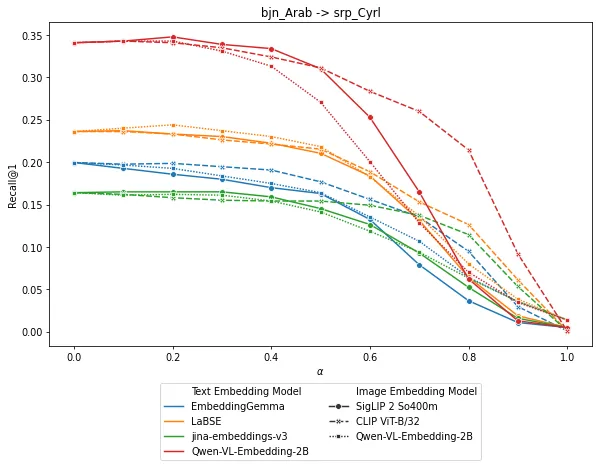 bjn_Arab -> srp_Cyrl
Recall@1
0.35
0.30
0.25
0.20
0.15
0.10
0.05
0.00
0.0 0.2 0.4 0.6 0.8 1.0
α
Text Embedding Model
EmbeddingGemma
LaBSE
jina-embeddings-v3
Qwen-VL-Embedding-2B
Image Embedding Model
SigLIP 2 So400m
CLIP ViT-B/32
Qwen-VL-Embedding-2B